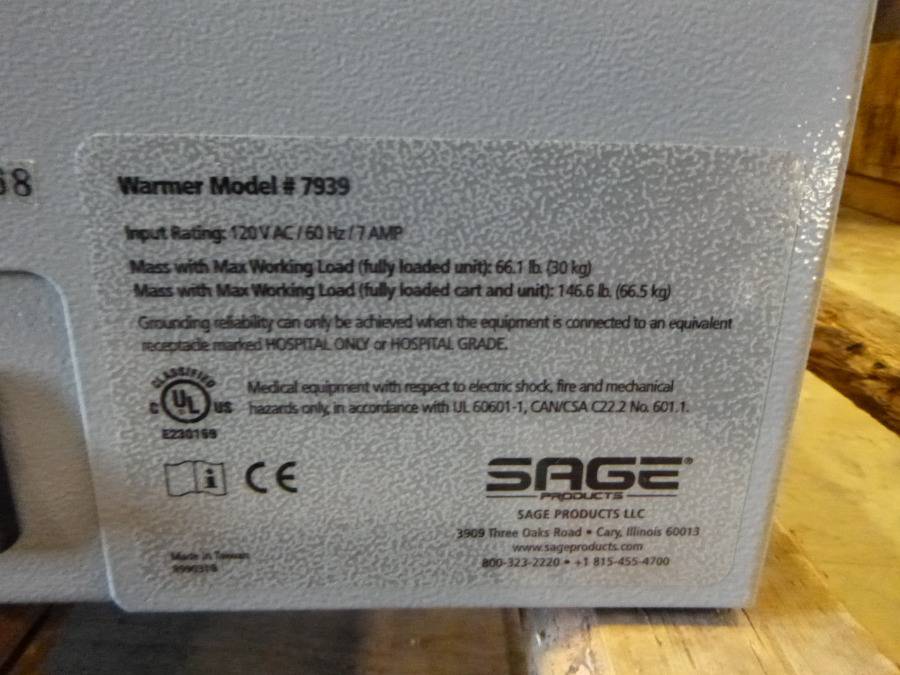 68
Warmer Model # 7939
Input Rating: 120 V AC / 60 Hz / 7 AMP
Mass with Max Working Load (fully loaded unit): 66.1 lb. (30 kg)
Mass with Max Working Load (fully loaded cart and unit): 146.6 lb. (66.5 kg)
Grounding reliability can only be achieved when the equipment is connected to an equivalent
receptacle marked HOSPITAL ONLY or HOSPITAL GRADE.
CLASSIFIED
C UL US
E230169
Medical equipment with respect to electric shock, fire and mechanical
hazards only, in accordance with UL 60601-1, CAN/CSA C22.2 No. 601.1.
i CE
SAGE®
PRODUCTS
SAGE PRODUCTS LLC
3909 Three Oaks Road • Cary, Illinois 60013
www.sageproducts.com
800-323-2220 • +1 815-455-4700
Made in Taiwan